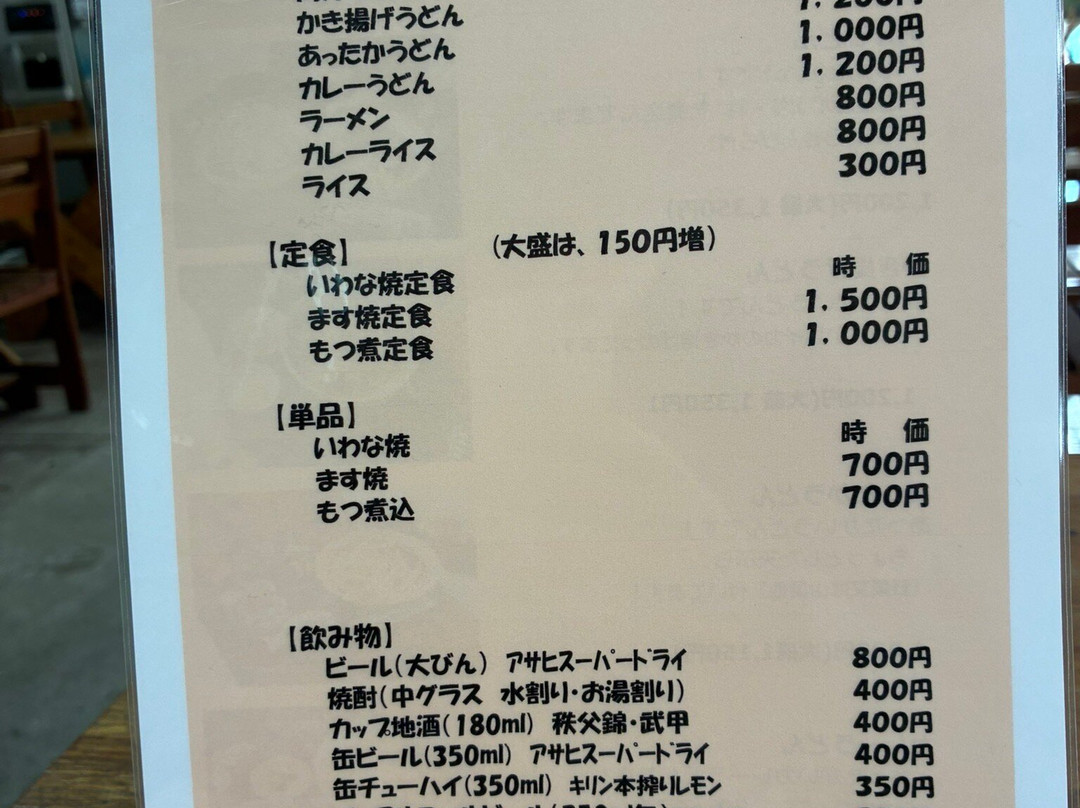 かき揚げうどん 1,200円
あったかうどん 1,000円
カレーうどん 1,200円
ラーメン 800円
カレーライス 800円
ライス 300円
【定食】 (大盛は、150円増)
いわな焼定食 時 価
ます焼定食 1,500円
もつ煮定食 1,000円
【単品】
いわな焼 時 価
ます焼 700円
もつ煮込 700円
【飲み物】
ビール(大びん) アサヒスーパードライ 800円
焼酎(中グラス 水割り・お湯割り) 400円
カップ地酒(180ml) 秩父錦・武甲 400円
缶ビール(350ml) アサヒスーパードライ 400円
缶チューハイ(350ml) キリン本搾りレモン 350円